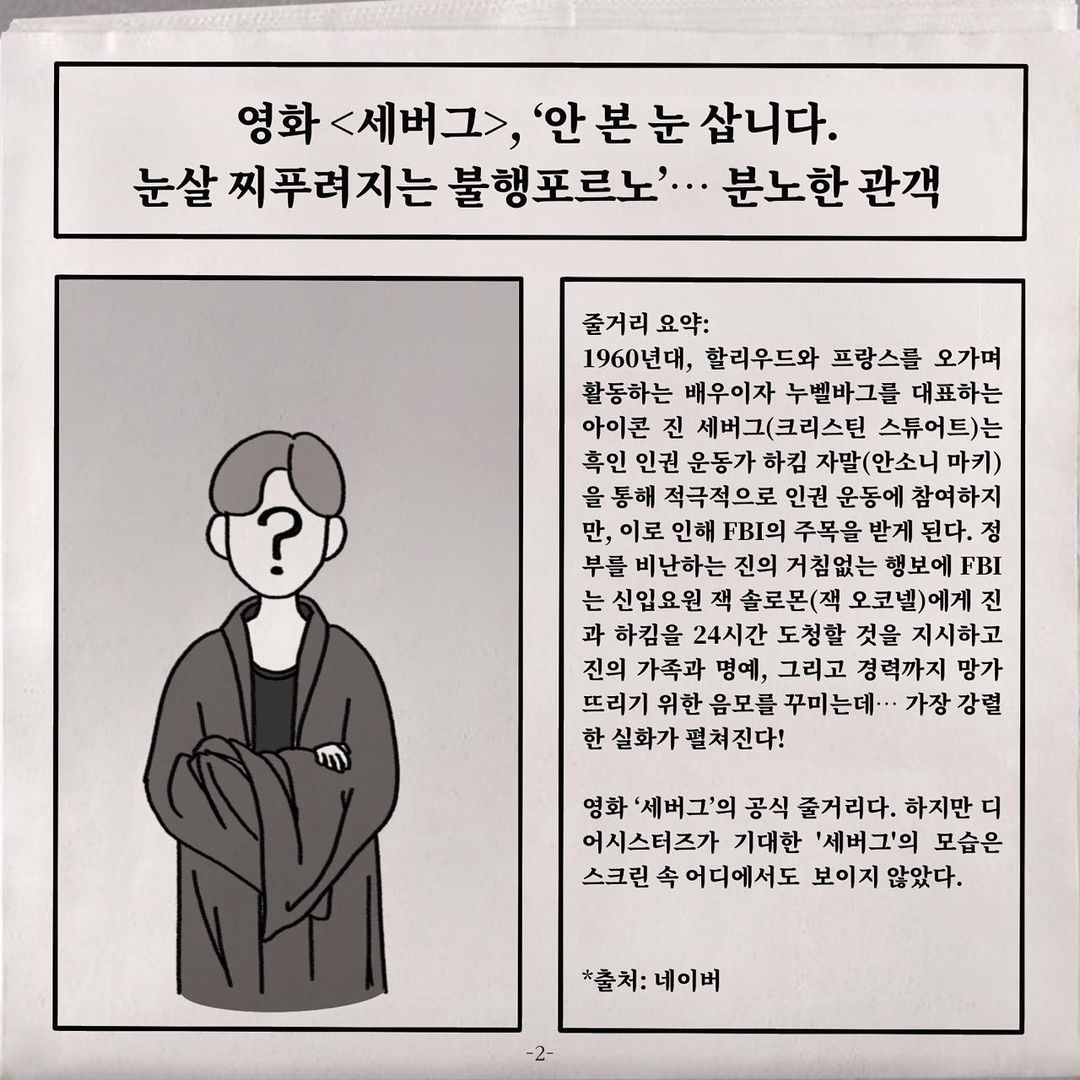 영화 <세버그>, ‘안 본 눈 삽니다.
눈살 찌푸려지는 불행포르노’… 분노한 관객
?
줄거리 요약:
1960년대, 할리우드와 프랑스를 오가며
활동하는 배우이자 누벨바그를 대표하는
아이콘 진 세버그(크리스틴 스튜어트)는
흑인 인권 운동가 하킴 자말(안소니 마키)
을 통해 적극적으로 인권 운동에 참여하지
만, 이로 인해 FBI의 주목을 받게 된다. 정
부를 비난하는 진의 거침없는 행보에 FBI
는 신입요원 잭 솔로몬(잭 오코넬)에게 진
과 하킴을 24시간 도청할 것을 지시하고
진의 가족과 명예, 그리고 경력까지 망가
뜨리기 위한 음모를 꾸미는데… 가장 강렬
한 실화가 펼쳐진다!
영화 ‘세버그’의 공식 줄거리다. 하지만 디
어시스터즈가 기대한 '세버그'의 모습은
스크린 속 어디에서도 보이지 않았다.
*출처: 네이버
-2-